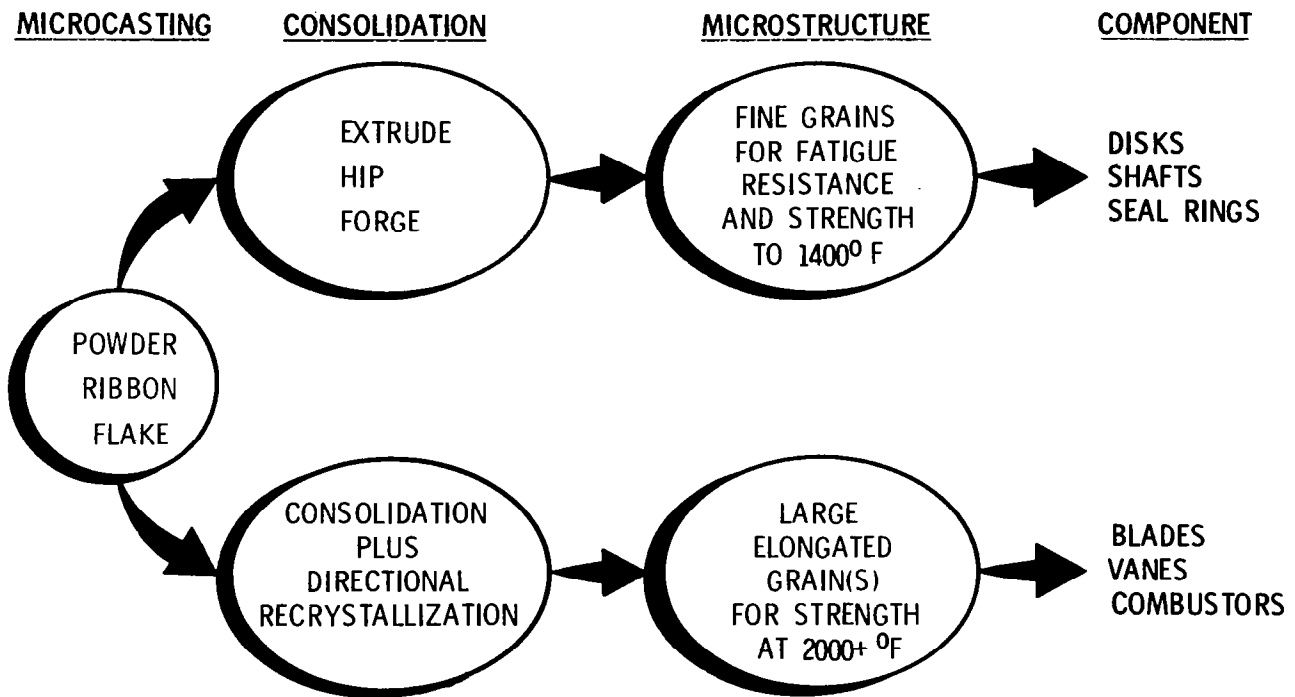 MICROCASTING
CONSOLIDATION
MICROSTRUCTURE
COMPONENT
POWDER
RIBBON
FLAKE
EXTRUDE
HIP
FORGE
FINE GRAINS
FOR FATIGUE
RESISTANCE
AND STRENGTH
TO 1400⁰ F
DISKS
SHAFTS
SEAL RINGS
CONSOLIDATION
PLUS
DIRECTIONAL
RECRYSTALLIZATION
LARGE
ELONGATED
GRAIN(S)
FOR STRENGTH
AT 2000+ ⁰F
BLADES
VANES
COMBUSTORS